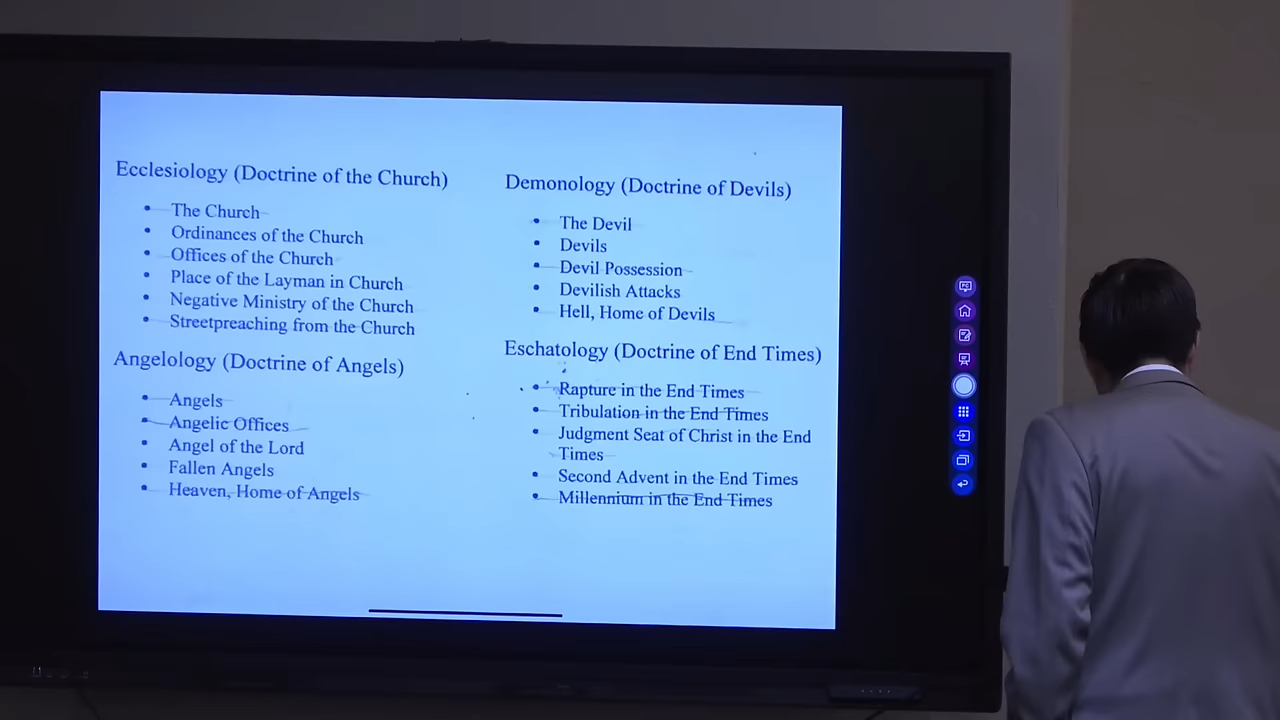 Ecclesiology (Doctrine of the Church)
• The Church
• Ordinances of the Church
• Offices of the Church
• Place of the Layman in Church
• Negative Ministry of the Church
• Streetpreaching from the Church
Angelology (Doctrine of Angels)
• Angels
• Angelic Offices
• Angel of the Lord
• Fallen Angels
• Heaven, Home of Angels
Demonology (Doctrine of Devils)
• The Devil
• Devils
• Devil Possession
• Devilish Attacks
• Hell, Home of Devils
Eschatology (Doctrine of End Times)
• Rapture in the End Times
• Tribulation in the End Times
• Judgment Seat of Christ in the End
Times
• Second Advent in the End Times
• Millennium in the End Times